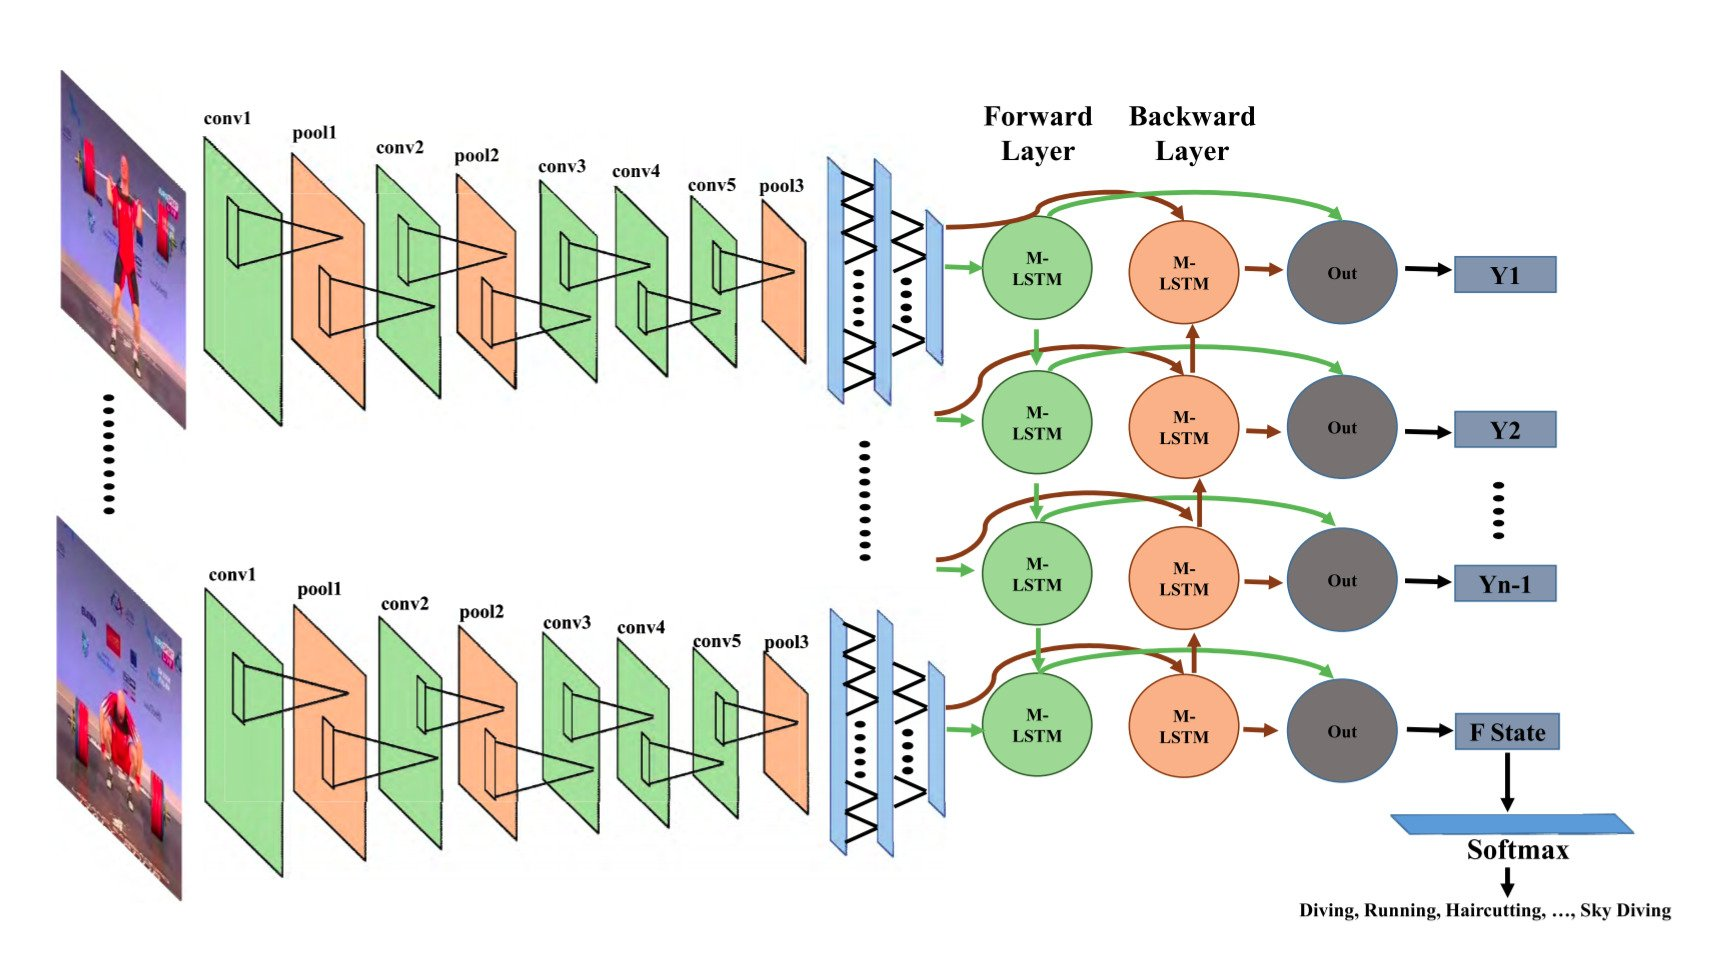 conv1
pool1
conv2
pool2
conv3
conv4
conv5
pool3
Forward
Layer
Backward
Layer
M-
LSTM
M-
LSTM
Out
Y1
M-
LSTM
M-
LSTM
Out
Y2
conv1
pool1
conv2
pool2
conv3
conv4
conv5
pool3
M-
LSTM
M-
LSTM
Out
Yn-1
M-
LSTM
M-
LSTM
Out
F State
Softmax
Diving, Running, Haircutting, …, Sky Diving